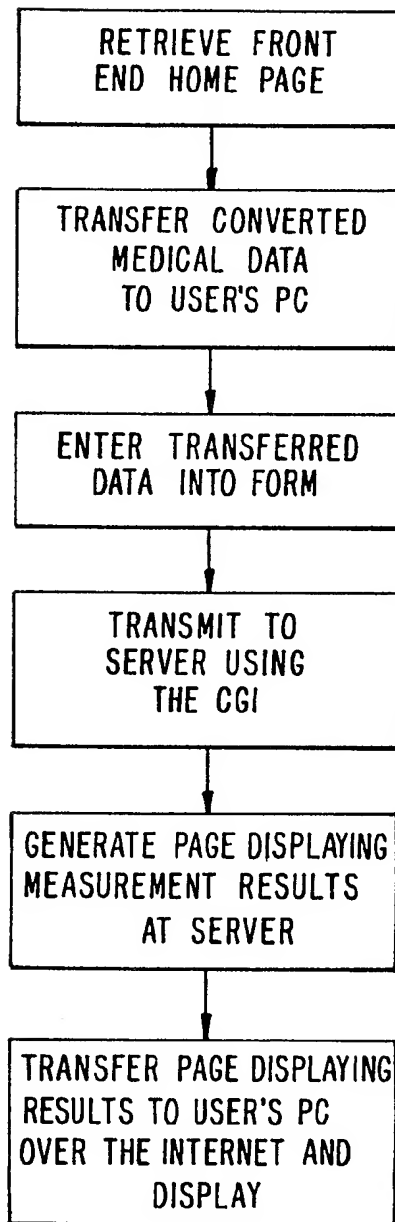 RETRIEVE FRONT
END HOME PAGE
TRANSFER CONVERTED
MEDICAL DATA
TO USER'S PC
ENTER TRANSFERRED
DATA INTO FORM
TRANSMIT TO
SERVER USING
THE CGI
GENERATE PAGE DISPLAYING
MEASUREMENT RESULTS
AT SERVER
TRANSFER PAGE DISPLAYING
RESULTS TO USER'S PC
OVER THE INTERNET AND
DISPLAY